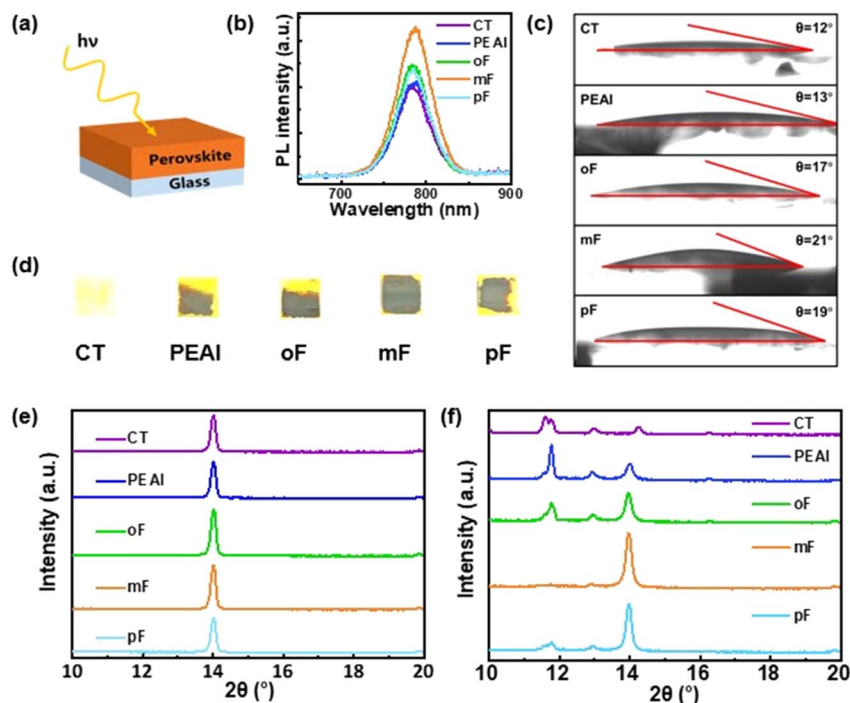 (a)
hν
Perovskite
Glass
(b)
PL intensity (a.u.)
CT
PEAI
oF
mF
pF
700 800 900
Wavelength (nm)
(c)
CT θ=12°
PEAI θ=13°
oF θ=17°
mF θ=21°
pF θ=19°
(d)
CT PEAI oF mF pF
(e)
Intensity (a.u.)
CT
PEAI
oF
mF
pF
10 12 14 16 18 20
2θ (°)
(f)
Intensity (a.u.)
CT
PEAI
oF
mF
pF
10 12 14 16 18 20
2θ (°)